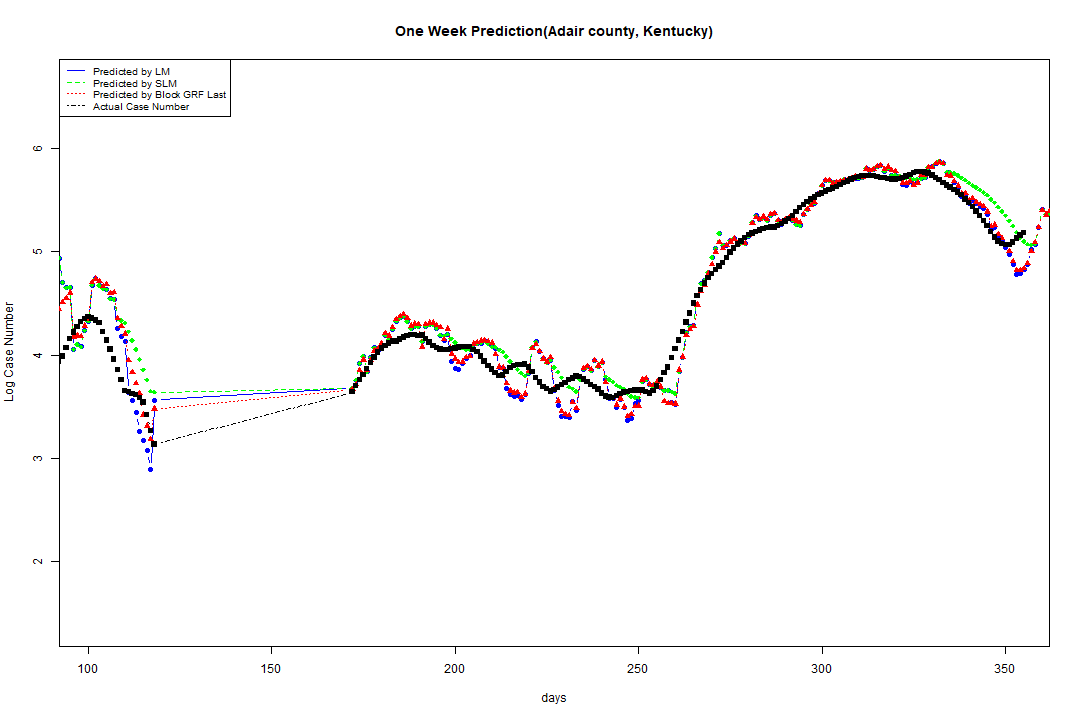 One Week Prediction(Adair county, Kentucky)
Predicted by LM
Predicted by SLM
Predicted by Block GRF Last
Actual Case Number
Log Case Number
6
5
4
3
2
100 150 200 250 300 350
days